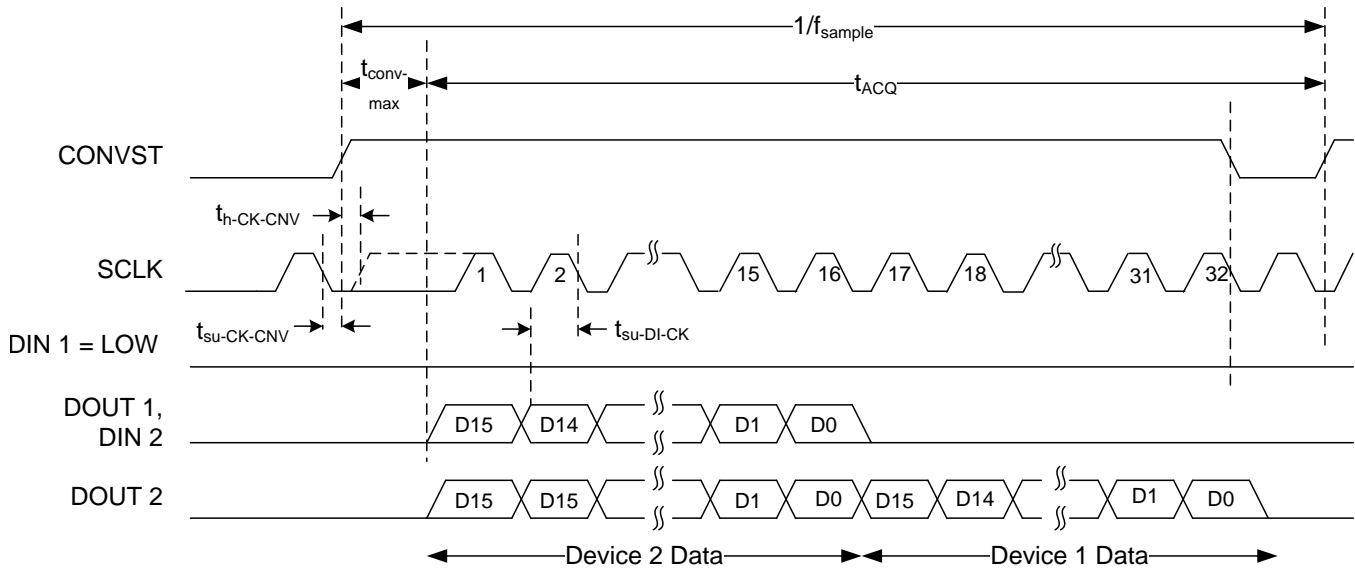 1/fsample
tconv-max
tACQ
CONVST
th-CK-CNV
SCLK
1 2 15 16 17 18 31 32
tsu-CK-CNV
tsu-DI-CK
DIN 1 = LOW
DOUT 1,
DIN 2
D15 D14 D1 D0
DOUT 2
D15 D15 D1 D0 D15 D14 D1 D0
Device 2 Data
Device 1 Data